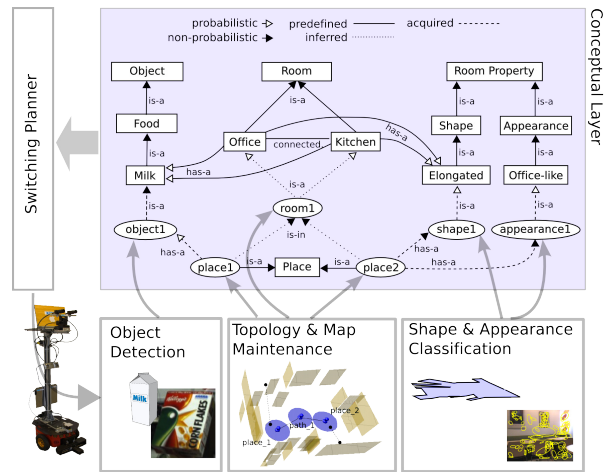 probabilistic
predefined
acquired
non-probabilistic
inferred
Conceptual Layer
Switching Planner
Object
Room
Room Property
is-a
is-a
is-a
is-a
Food
Office
connected
Kitchen
has-a
Shape
Appearance
is-a
has-a
is-a
is-a
Milk
Elongated
Office-like
is-a
is-a
is-a
is-a
room1
object1
is-in
shape1
appearance1
has-a
has-a
has-a
place1
is-a
Place
is-a
place2
Object
Detection
Topology & Map
Maintenance
Shape & Appearance
Classification
Milk
CORNFLAKES
place_1
path_1
place_2